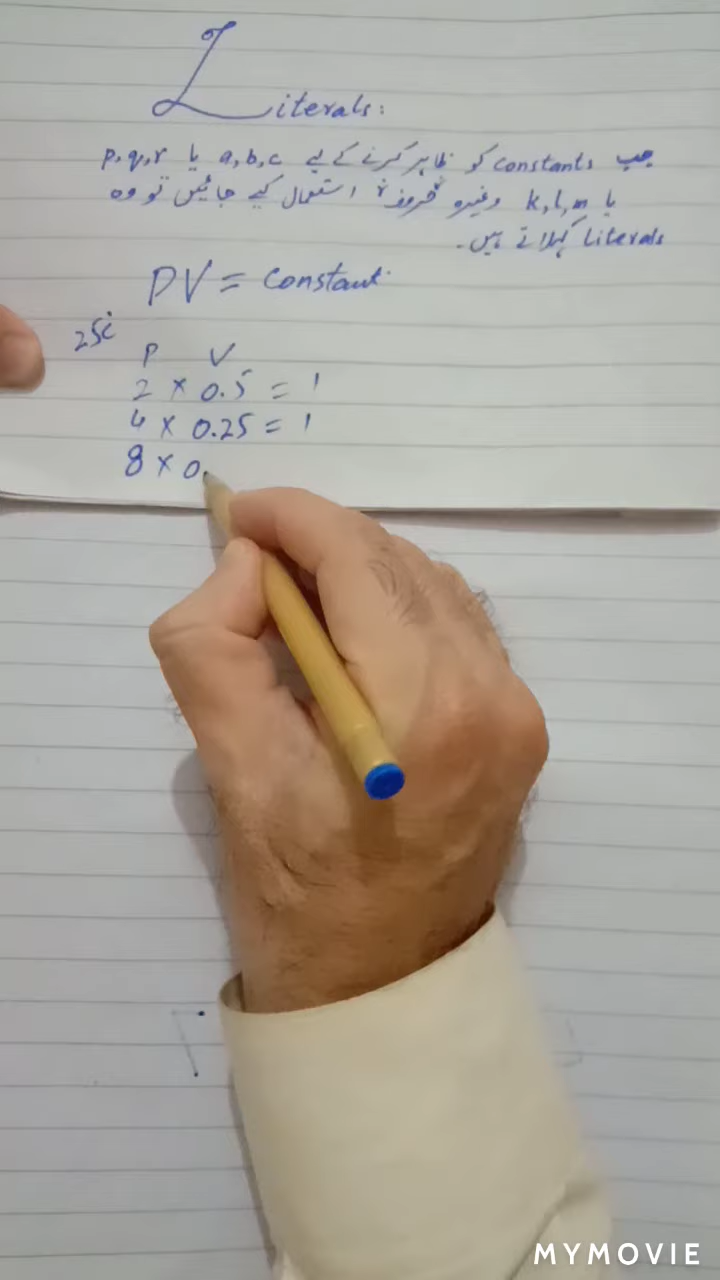 Literals:
جب constants کو ظاہر کرنے کے لیے a,b,c یا p,q,r
یا k,l,m وغیرہ حروف استعمال کیے جائیں تو وہ
Literals کہلاتے ہیں۔
PV = Constant
P V
2 × 0.5 = 1
4 × 0.25 = 1
8 × 0.
MYMOVIE